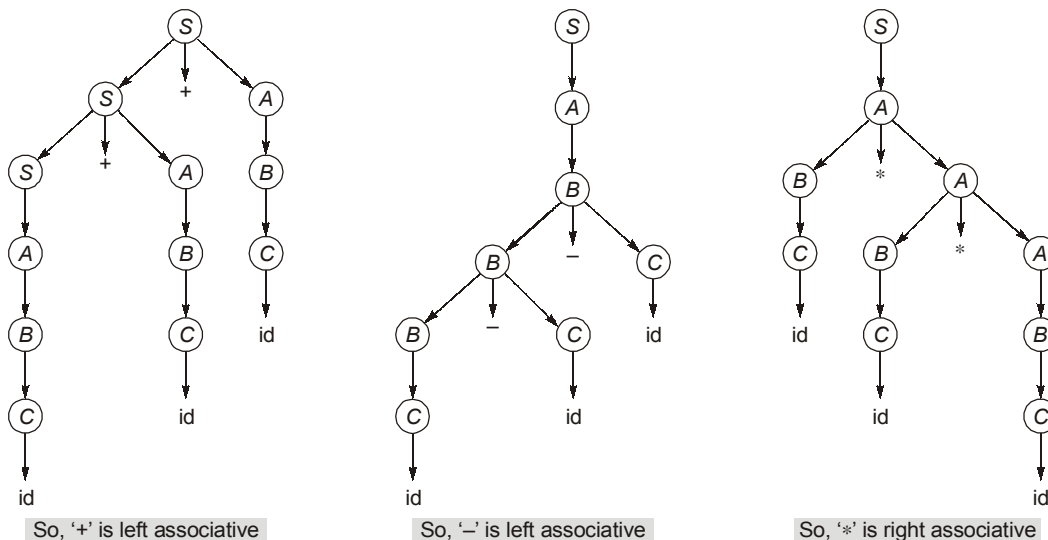 S S S
S + A A A
S + A B B B * A
A B C B – C C B * A
B C id B – C id id C B
C id C id id C
id id id
So, ‘+’ is left associative So, ‘–’ is left associative So, ‘*’ is right associative